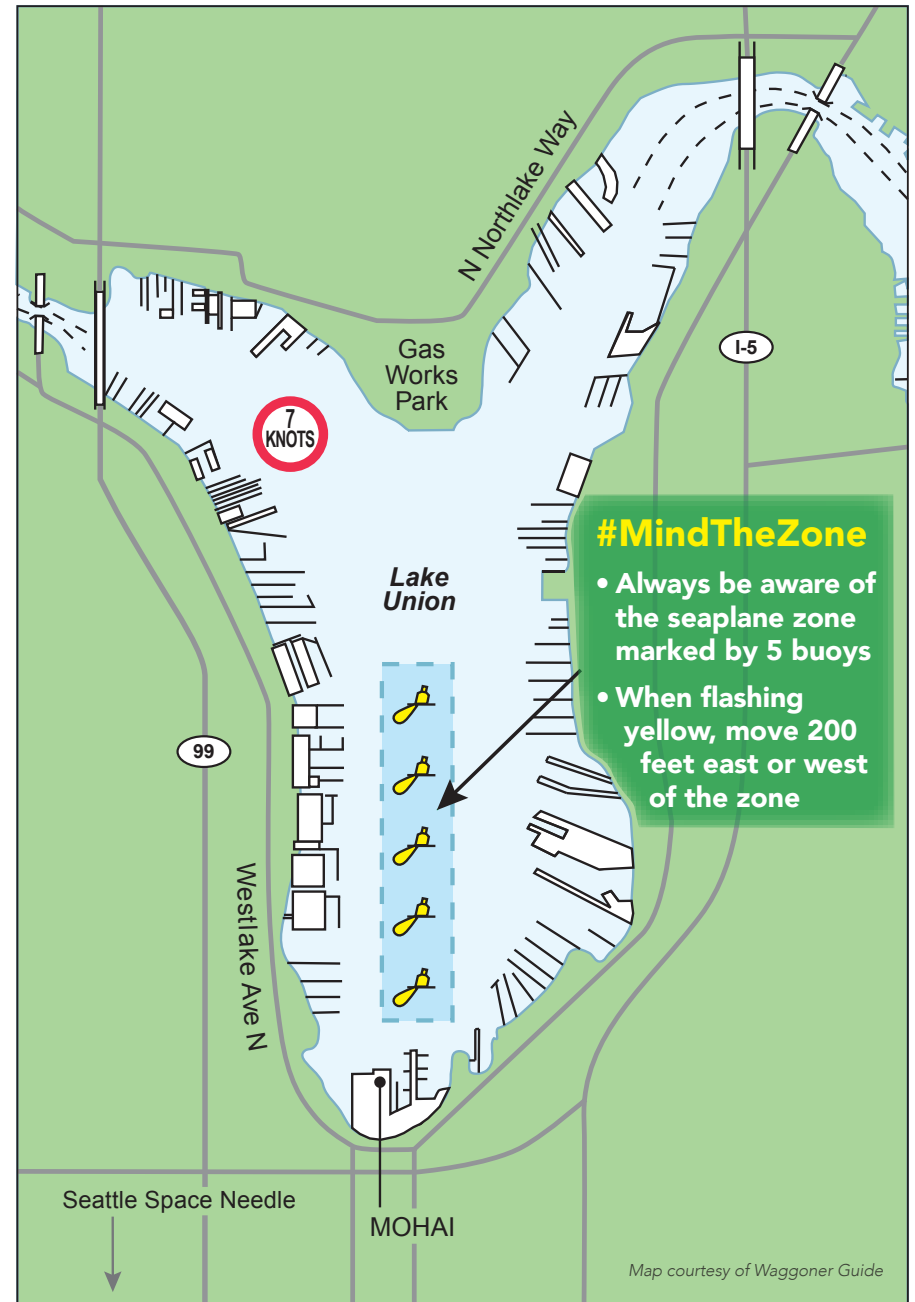 N Northlake Way
Gas
Works
Park
I-5
7
KNOTS
#MindTheZone
• Always be aware of
the seaplane zone
marked by 5 buoys
• When flashing
yellow, move 200
feet east or west
of the zone
Lake
Union
99
Westlake Ave N
Seattle Space Needle
MOHAI
Map courtesy of Waggoner Guide